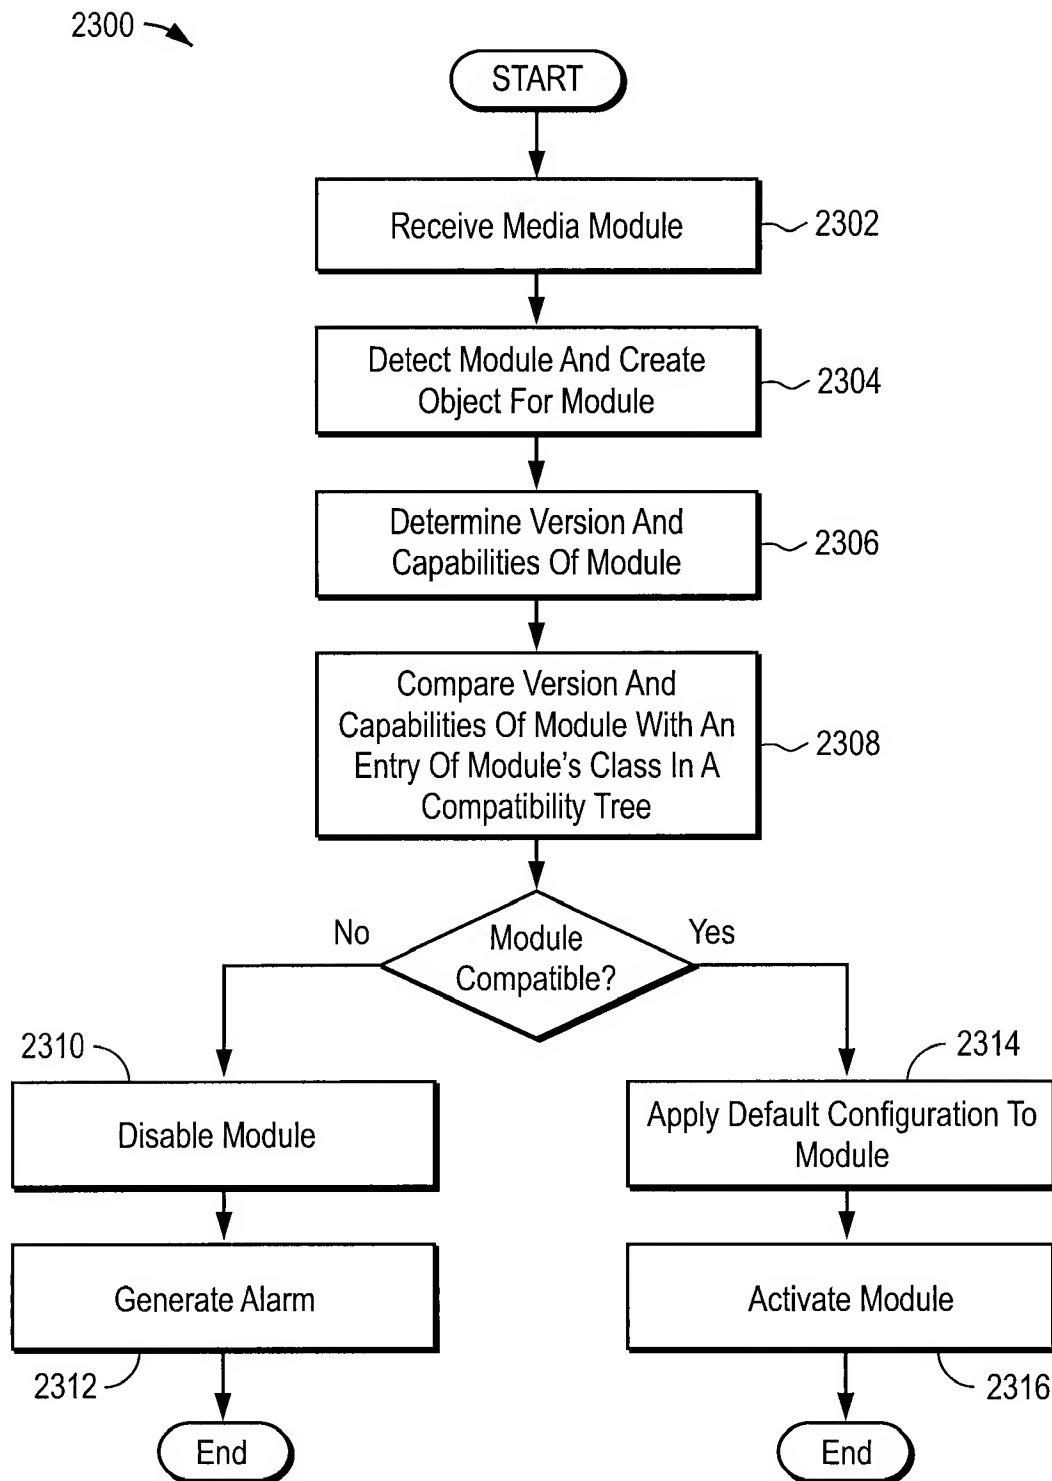 2300
START
Receive Media Module
2302
Detect Module And Create
Object For Module
2304
Determine Version And
Capabilities Of Module
2306
Compare Version And
Capabilities Of Module With An
Entry Of Module's Class In A
Compatibility Tree
2308
No
Module
Compatible?
Yes
2310
Disable Module
2314
Apply Default Configuration To
Module
Generate Alarm
2312
Activate Module
2316
End
End